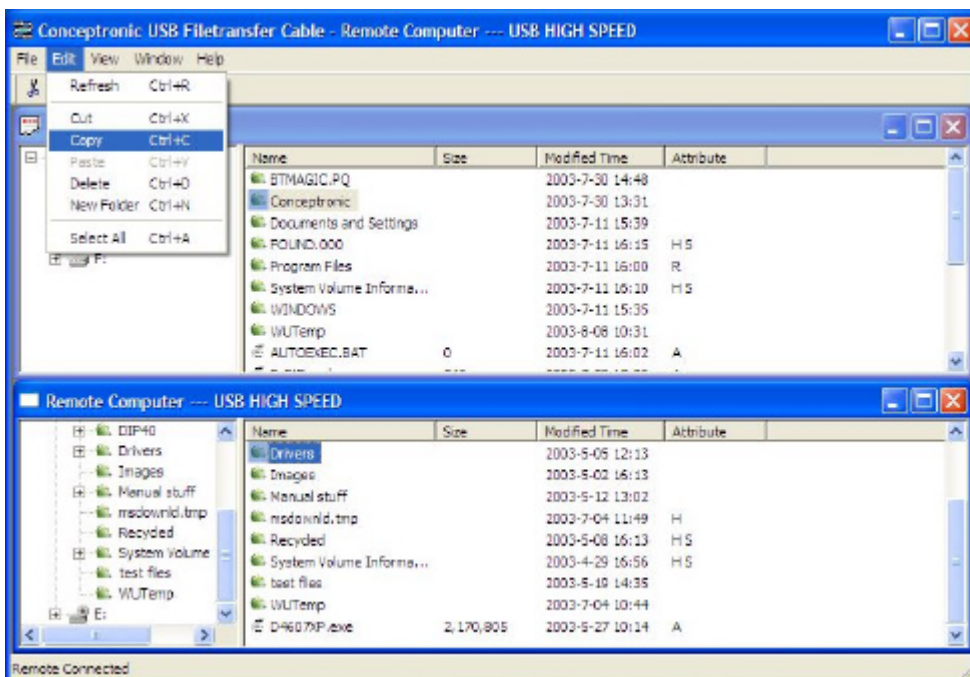 Conceptronic USB Filetransfer Cable - Remote Computer --- USB HIGH SPEED
File Edit View Window Help
Refresh Ctrl+R
Cut Ctrl+X
Copy Ctrl+C
Paste Ctrl+V
Delete Ctrl+D
New Folder Ctrl+N
Select All Ctrl+A
F:
Name Size Modified Time Attribute
BTMAGIC.PQ 2003-7-30 14:48
Conceptronic 2003-7-30 13:31
Documents and Settings 2003-7-11 15:39
FOUND.000 2003-7-11 16:15 H S
Program Files 2003-7-11 16:00 R
System Volume Informa... 2003-7-11 16:10 H S
WINDOWS 2003-7-11 15:35
WUTemp 2003-8-08 10:31
AUTOEXEC.BAT 0 2003-7-11 16:02 A
Remote Computer --- USB HIGH SPEED
DIP40
Drivers
Images
Manual stuff
msdownld.tmp
Recycled
System Volume
test files
WUTemp
E:
Name Size Modified Time Attribute
Drivers 2003-5-05 12:13
Images 2003-5-02 16:13
Manual stuff 2003-5-12 13:02
msdownld.tmp 2003-7-04 11:49 H
Recycled 2003-5-08 16:13 H S
System Volume Informa... 2003-4-29 16:56 H S
test files 2003-5-19 14:35
WUTemp 2003-7-04 10:44
D4607XP.exe 2,170,805 2003-5-27 10:14 A
Remote Connected